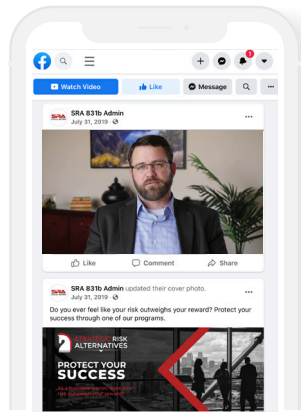 1
Watch Video
Like
Message
SRA 831b Admin
July 31, 2019
Like
Comment
Share
SRA 831b Admin updated their cover photo.
July 31, 2019
Do you ever feel like your risk outweighs your reward? Protect your
success through one of our programs.
STRATEGIC RISK
ALTERNATIVES
PROTECT YOUR
SUCCESS